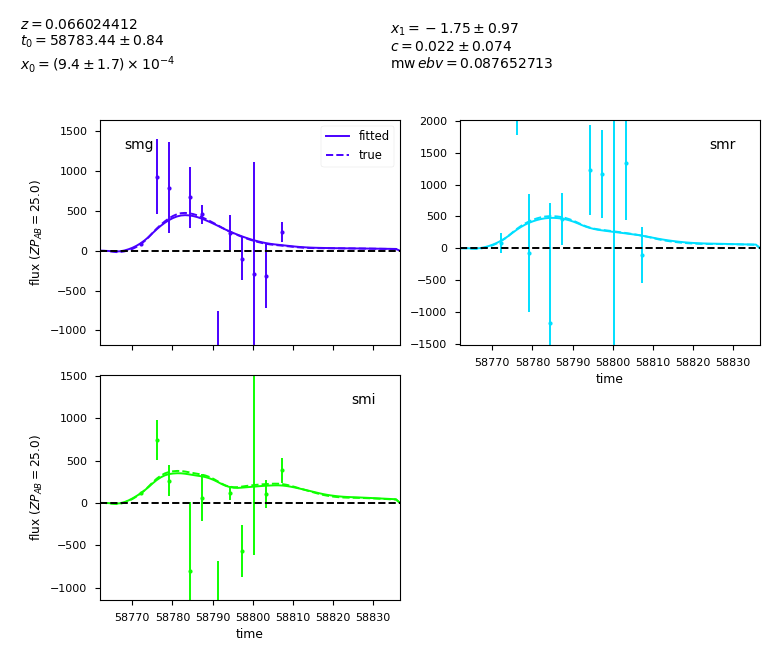 z = 0.066024412
t₀ = 58783.44 ± 0.84
x₀ = (9.4 ± 1.7) × 10⁻⁴
x₁ = −1.75 ± 0.97
c = 0.022 ± 0.074
mw ebv = 0.087652713
smg
fitted
true
1500
1000
500
0
−500
−1000
flux (ZP_AB = 25.0)
smr
2000
1500
1000
500
0
−500
−1000
−1500
58770 58780 58790 58800 58810 58820 58830
time
smi
1500
1000
500
0
−500
−1000
flux (ZP_AB = 25.0)
58770 58780 58790 58800 58810 58820 58830
time